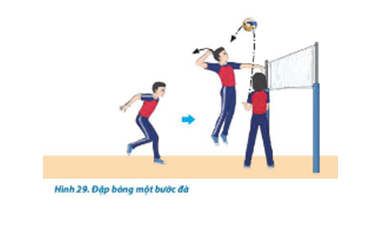 Hình 29. Đập bóng một bước đà